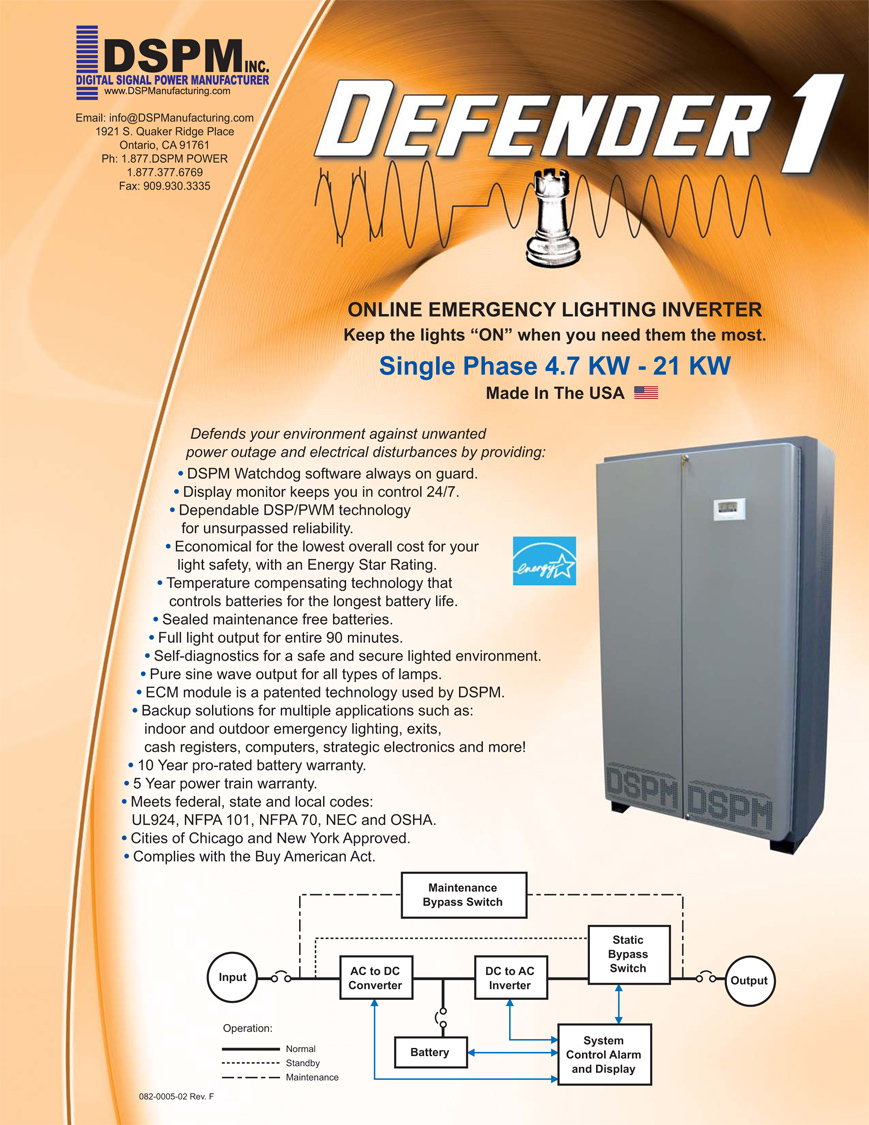 DSPM INC.
DIGITAL SIGNAL POWER MANUFACTURER
www.DSPManufacturing.com
Email: info@DSPManufacturing.com
1921 S. Quaker Ridge Place
Ontario, CA 91761
Ph: 1.877.DSPM POWER
1.877.377.6769
Fax: 909.930.3335
DEFENDER 1
ONLINE EMERGENCY LIGHTING INVERTER
Keep the lights “ON” when you need them the most.
Single Phase 4.7 KW - 21 KW
Made In The USA
Defends your environment against unwanted
power outage and electrical disturbances by providing:
• DSPM Watchdog software always on guard.
• Display monitor keeps you in control 24/7.
• Dependable DSP/PWM technology
for unsurpassed reliability.
• Economical for the lowest overall cost for your
light safety, with an Energy Star Rating.
• Temperature compensating technology that
controls batteries for the longest battery life.
• Sealed maintenance free batteries.
• Full light output for entire 90 minutes.
• Self-diagnostics for a safe and secure lighted environment.
• Pure sine wave output for all types of lamps.
• ECM module is a patented technology used by DSPM.
• Backup solutions for multiple applications such as:
indoor and outdoor emergency lighting, exits,
cash registers, computers, strategic electronics and more!
• 10 Year pro-rated battery warranty.
• 5 Year power train warranty.
• Meets federal, state and local codes:
UL924, NFPA 101, NFPA 70, NEC and OSHA.
• Cities of Chicago and New York Approved.
• Complies with the Buy American Act.
energy
DSPM DSPM
Maintenance
Bypass Switch
Static
Bypass
Switch
Input
AC to DC
Converter
DC to AC
Inverter
Output
Operation:
Normal
Standby
Maintenance
Battery
System
Control Alarm
and Display
082-0005-02 Rev. F